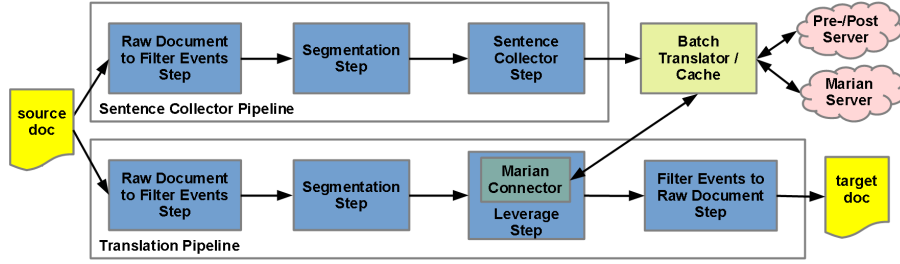 source
doc
Raw Document
to Filter Events
Step
Segmentation
Step
Sentence
Collector
Step
Sentence Collector Pipeline
Batch
Translator /
Cache
Pre-/Post
Server
Marian
Server
Raw Document
to Filter Events
Step
Segmentation
Step
Marian
Connector
Leverage
Step
Filter Events to
Raw Document
Step
Translation Pipeline
target
doc